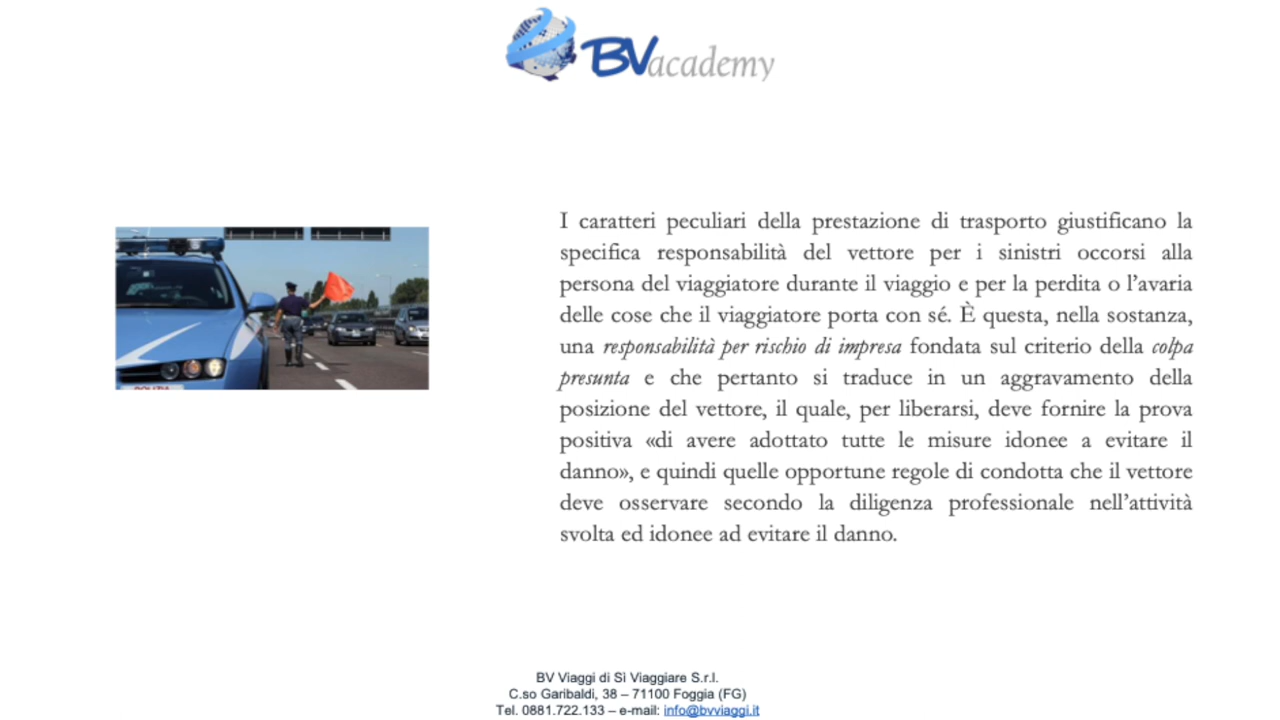 BVacademy
I caratteri peculiari della prestazione di trasporto giustificano la
specifica responsabilità del vettore per i sinistri occorsi alla
persona del viaggiatore durante il viaggio e per la perdita o l’avaria
delle cose che il viaggiatore porta con sé. È questa, nella sostanza,
una responsabilità per rischio di impresa fondata sul criterio della colpa
presunta e che pertanto si traduce in un aggravamento della
posizione del vettore, il quale, per liberarsi, deve fornire la prova
positiva «di avere adottato tutte le misure idonee a evitare il
danno», e quindi quelle opportune regole di condotta che il vettore
deve osservare secondo la diligenza professionale nell’attività
svolta ed idonee ad evitare il danno.
BV Viaggi di Sì Viaggiare S.r.l.
C.so Garibaldi, 38 – 71100 Foggia (FG)
Tel. 0881.722.133 – e-mail: info@bvviaggi.it